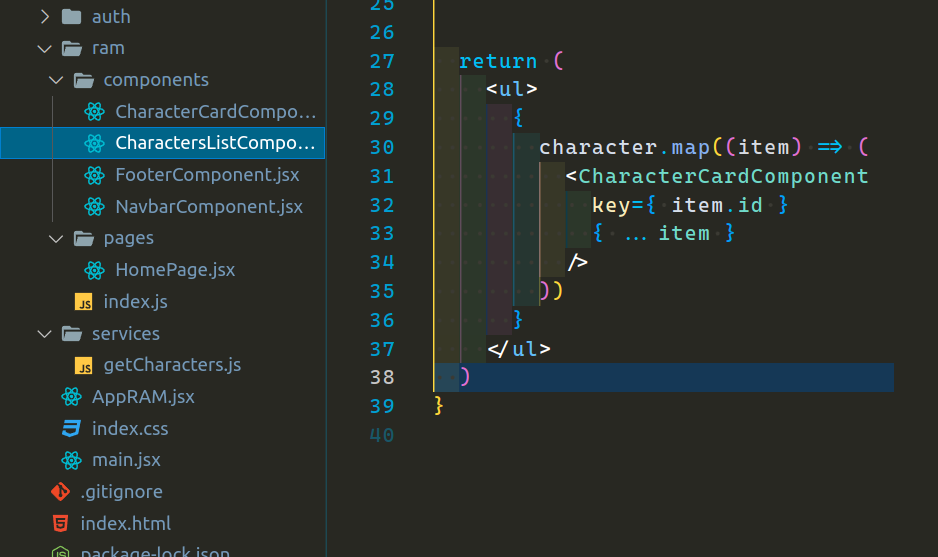 auth
ram
components
CharacterCardCompo...
CharactersListCompo...
FooterComponent.jsx
NavbarComponent.jsx
pages
HomePage.jsx
JS index.js
services
JS getCharacters.js
AppRAM.jsx
index.css
main.jsx
.gitignore
index.html
JS package-lock.json
25
26
27 return (
28 <ul>
29 {
30 character.map((item) => (
31 <CharacterCardComponent
32 key={ item.id }
33 { ... item }
34 />
35 ))
36 }
37 </ul>
38 )
39 }
40